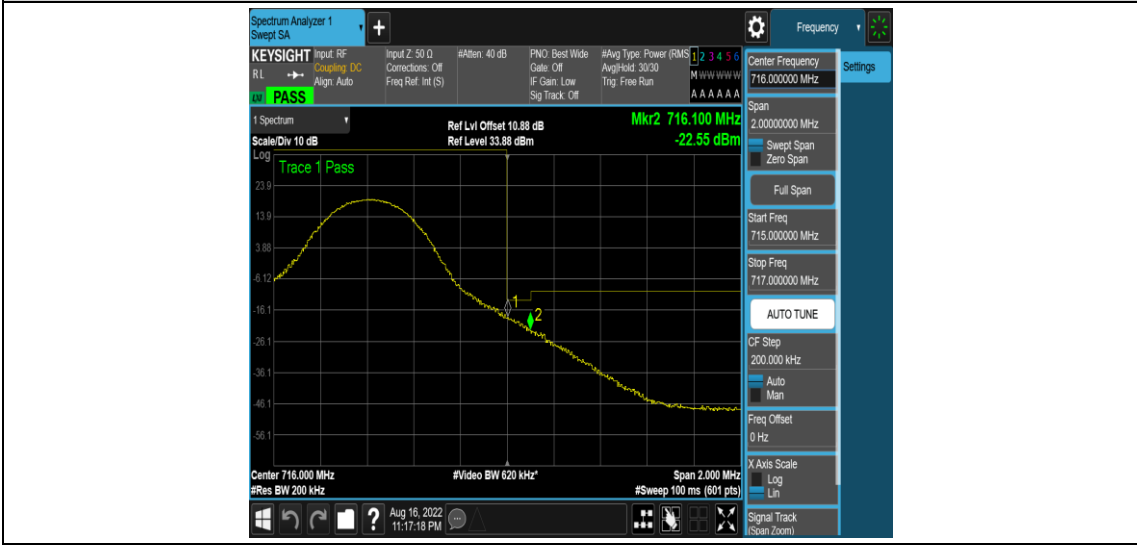 Spectrum Analyzer 1
Swept SA
+
Frequency
KEYSIGHT
RL
PASS
Input: RF
Coupling: DC
Align: Auto
Input Z: 50 Ω
Corrections: Off
Freq Ref: Int (S)
#Atten: 40 dB
PNO: Best Wide
Gate: Off
IF Gain: Low
Sig Track: Off
#Avg Type: Power (RMS
Avg|Hold: 30/30
Trig: Free Run
1 2 3 4 5 6
M W W W W W
A A A A A A
1 Spectrum
Scale/Div 10 dB
Ref Lvl Offset 10.88 dB
Ref Level 33.88 dBm
Mkr2 716.100 MHz
-22.55 dBm
Log
Trace 1 Pass
23.9
13.9
3.88
-6.12
-16.1
-26.1
-36.1
-46.1
-56.1
1
2
Center 716.000 MHz
#Res BW 200 kHz
#Video BW 620 kHz*
Span 2.000 MHz
#Sweep 100 ms (601 pts)
Center Frequency
716.000000 MHz
Settings
Span
2.00000000 MHz
Swept Span
Zero Span
Full Span
Start Freq
715.000000 MHz
Stop Freq
717.000000 MHz
AUTO TUNE
CF Step
200.000 kHz
Auto
Man
Freq Offset
0 Hz
X Axis Scale
Log
Lin
Signal Track
(Span Zoom)
?
Aug 16, 2022
11:17:18 PM